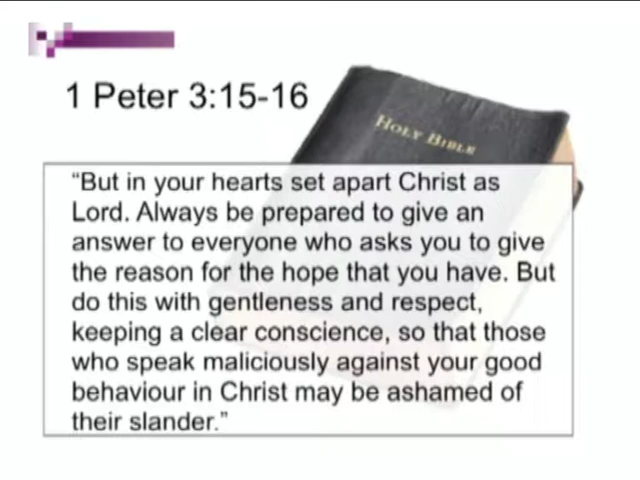 1 Peter 3:15-16
HOLY BIBLE
“But in your hearts set apart Christ as
Lord. Always be prepared to give an
answer to everyone who asks you to give
the reason for the hope that you have. But
do this with gentleness and respect,
keeping a clear conscience, so that those
who speak maliciously against your good
behaviour in Christ may be ashamed of
their slander.”